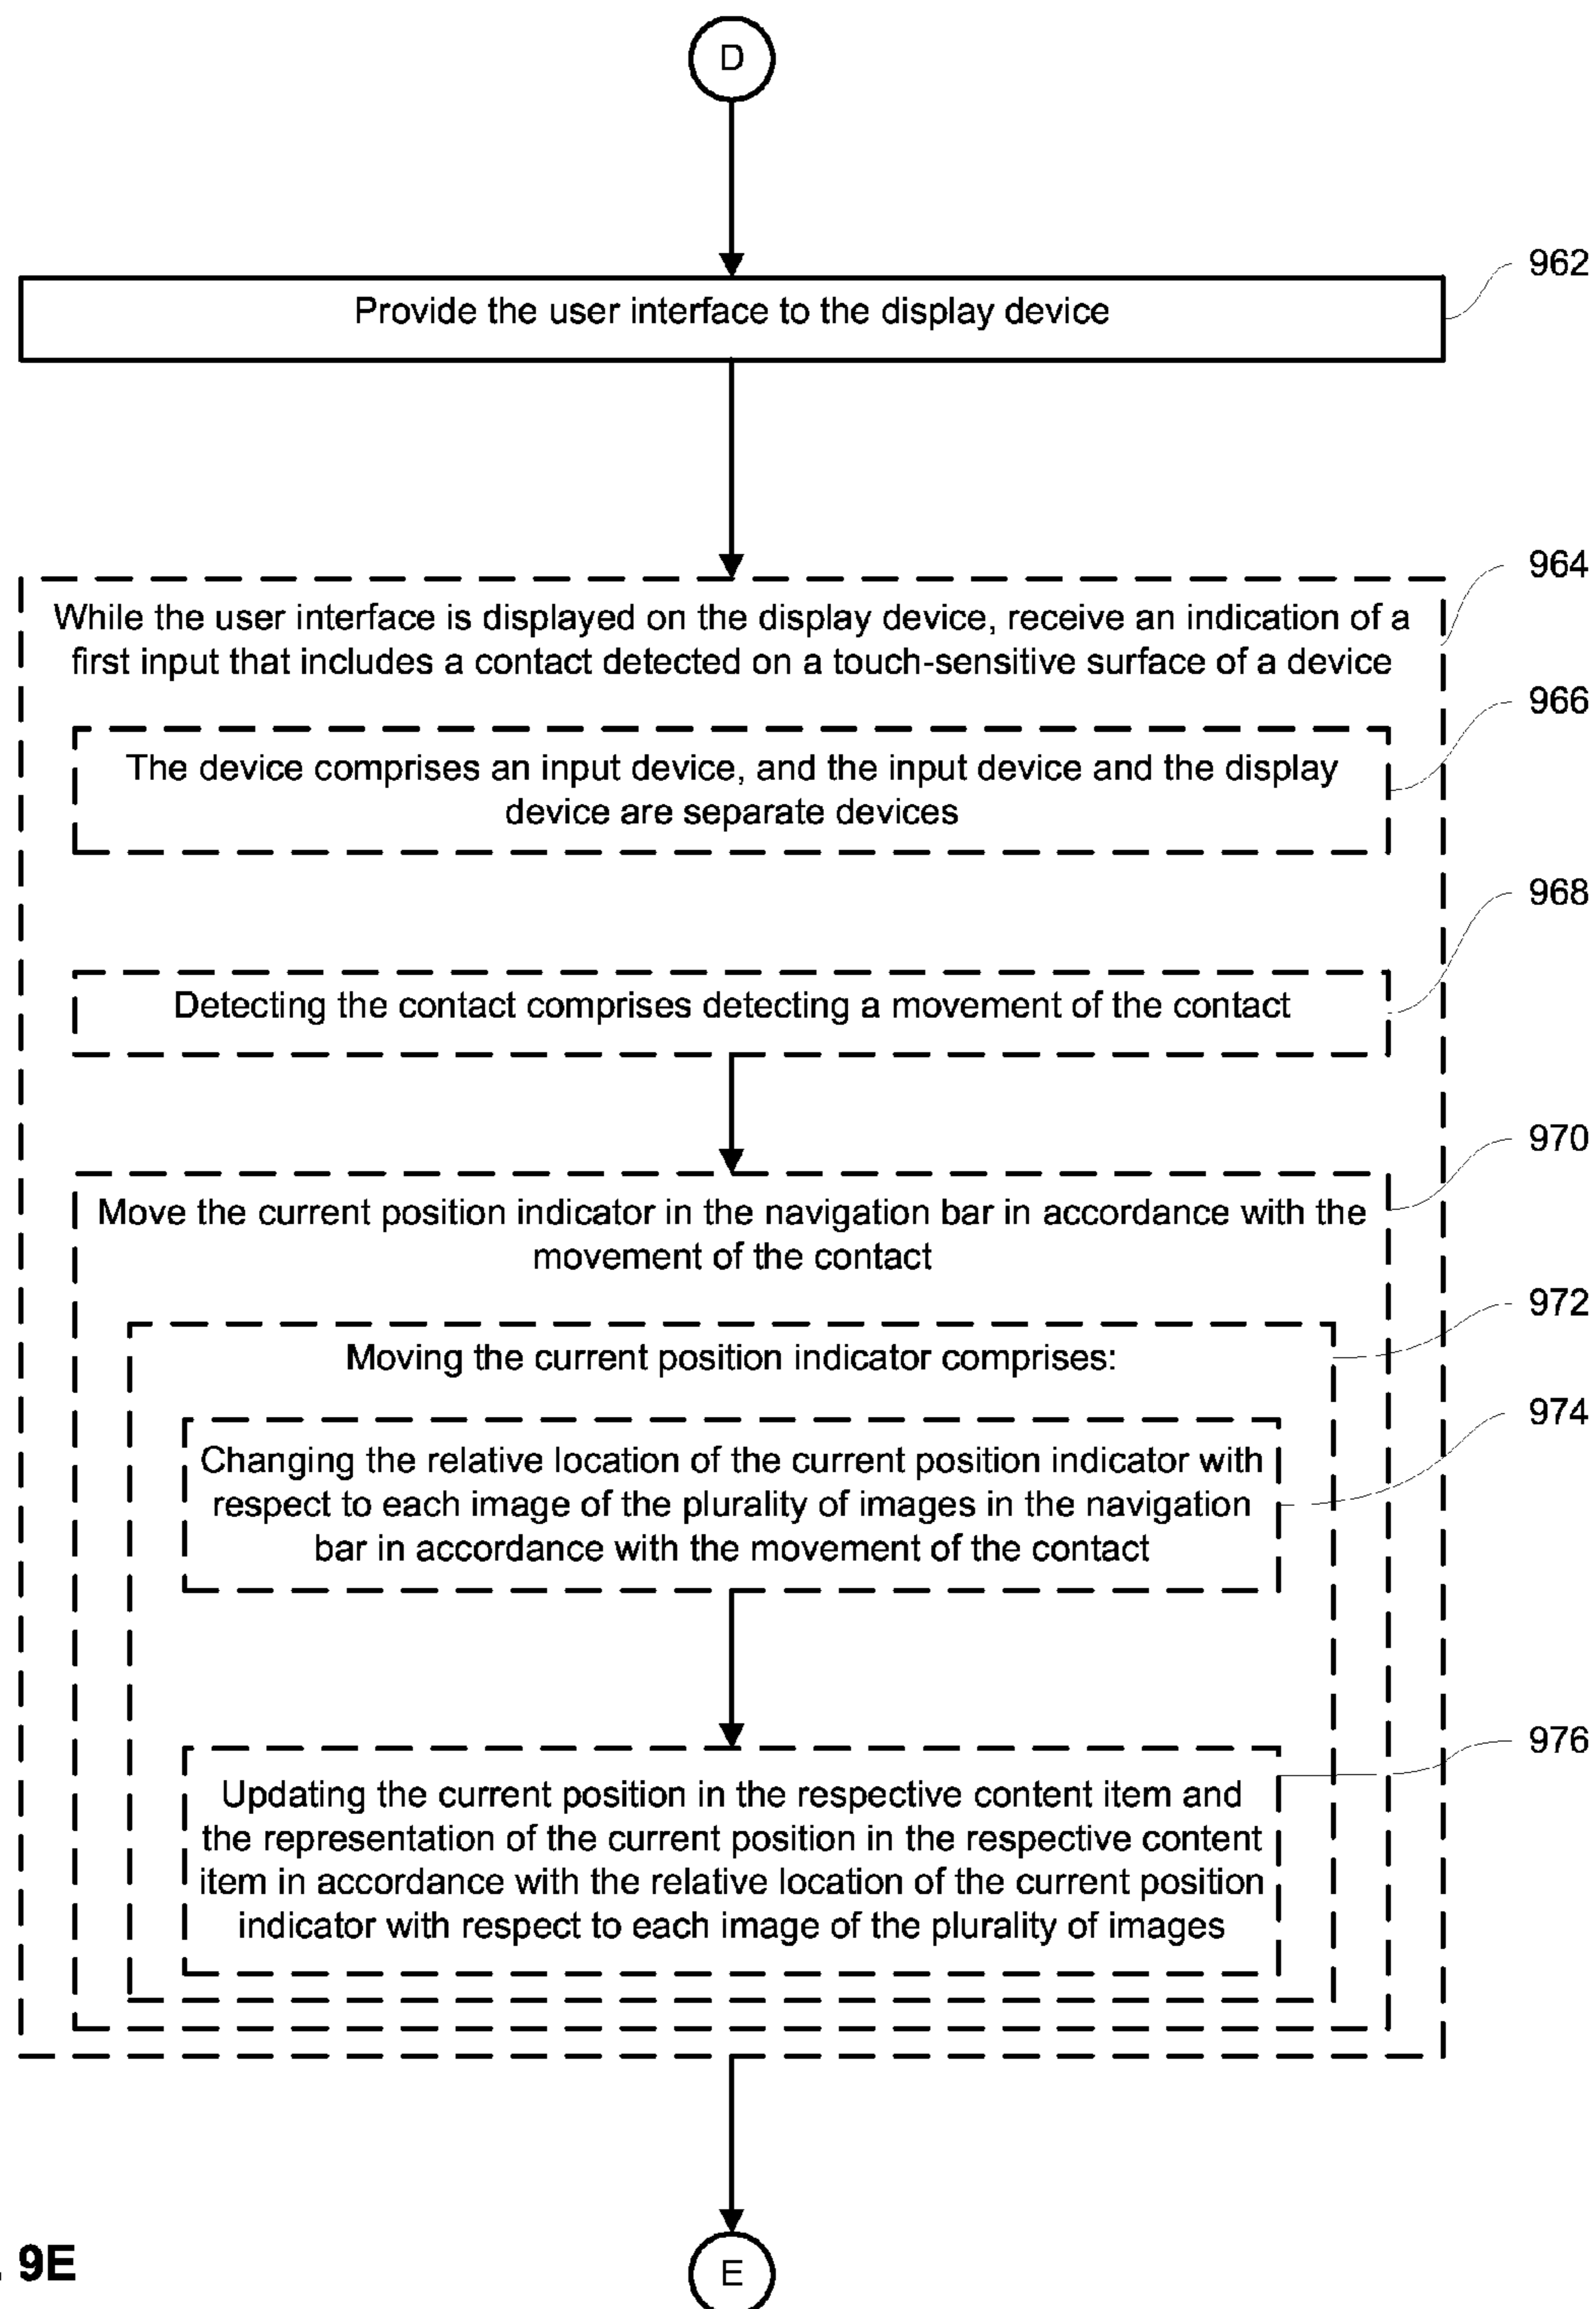 D
962
Provide the user interface to the display device
964
While the user interface is displayed on the display device, receive an indication of a
first input that includes a contact detected on a touch-sensitive surface of a device
966
The device comprises an input device, and the input device and the display
device are separate devices
968
Detecting the contact comprises detecting a movement of the contact
970
Move the current position indicator in the navigation bar in accordance with the
movement of the contact
972
Moving the current position indicator comprises:
974
Changing the relative location of the current position indicator with
respect to each image of the plurality of images in the navigation
bar in accordance with the movement of the contact
976
Updating the current position in the respective content item and
the representation of the current position in the respective content
item in accordance with the relative location of the current position
indicator with respect to each image of the plurality of images
9E
E